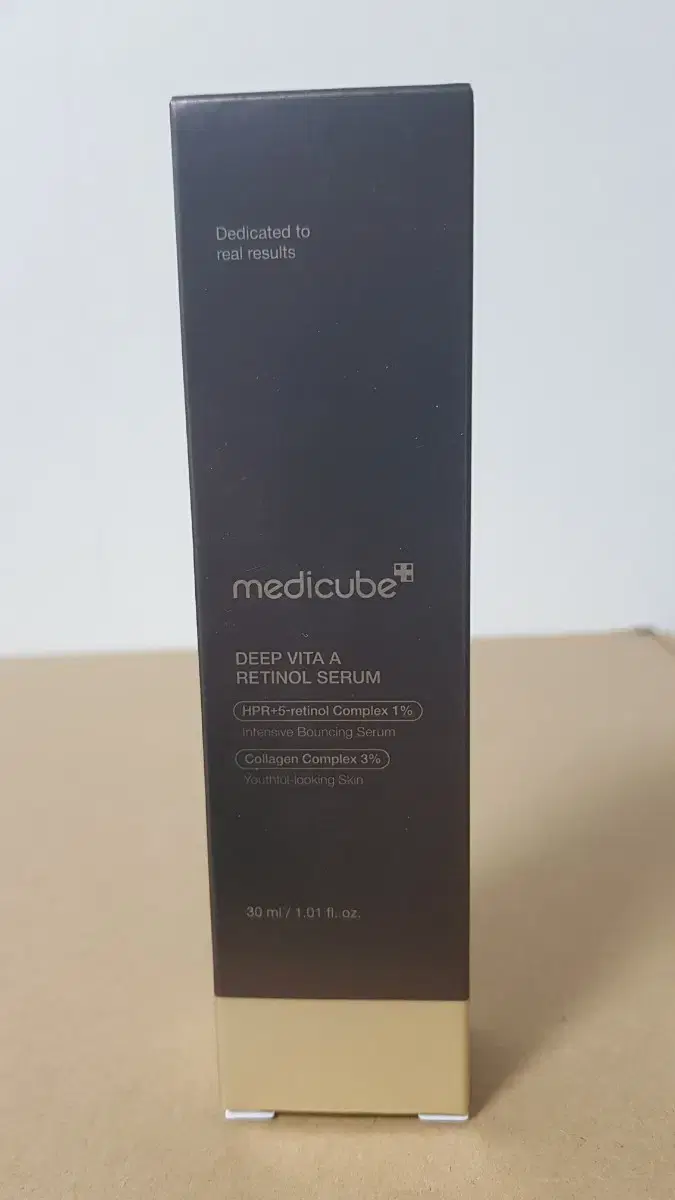 Dedicated to
real results
medicube
DEEP VITA A
RETINOL SERUM
HPR+5-retinol Complex 1%
Intensive Bouncing Serum
Collagen Complex 3%
Youthful-looking Skin
30 ml / 1.01 fl. oz.